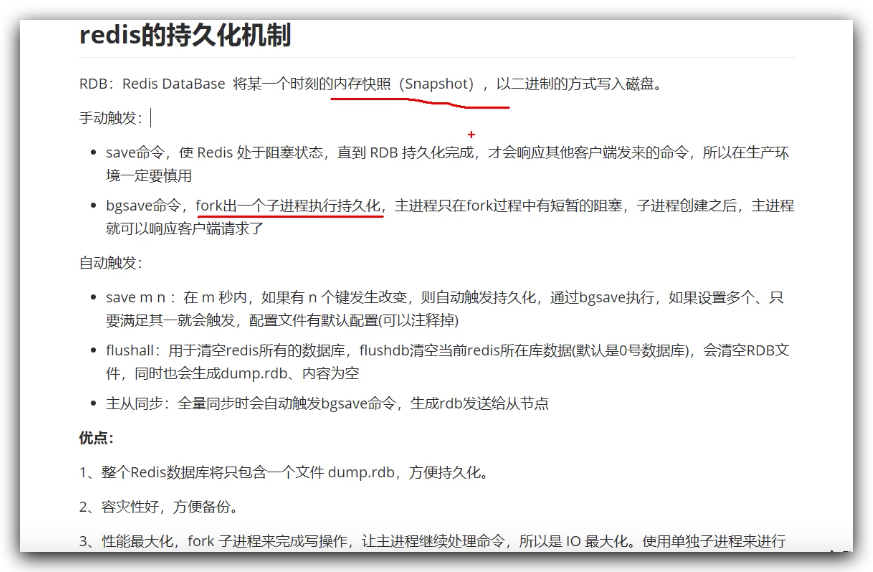 redis的持久化机制
RDB：Redis DataBase 将某一个时刻的内存快照（Snapshot），以二进制的方式写入磁盘。
手动触发：
• save命令，使 Redis 处于阻塞状态，直到 RDB 持久化完成，才会响应其他客户端发来的命令，所以在生产环
境一定要慎用
• bgsave命令，fork出一个子进程执行持久化，主进程只在fork过程中有短暂的阻塞，子进程创建之后，主进程
就可以响应客户端请求了
自动触发：
• save m n ：在 m 秒内，如果有 n 个键发生改变，则自动触发持久化，通过bgsave执行，如果设置多个、只
要满足其一就会触发，配置文件有默认配置(可以注释掉)
• flushall：用于清空redis所有的数据库，flushdb清空当前redis所在库数据(默认是0号数据库)，会清空RDB文
件，同时也会生成dump.rdb、内容为空
• 主从同步：全量同步时会自动触发bgsave命令，生成rdb发送给从节点
优点：
1、整个Redis数据库将只包含一个文件 dump.rdb，方便持久化。
2、容灾性好，方便备份。
3、性能最大化，fork 子进程来完成写操作，让主进程继续处理命令，所以是 IO 最大化。使用单独子进程来进行